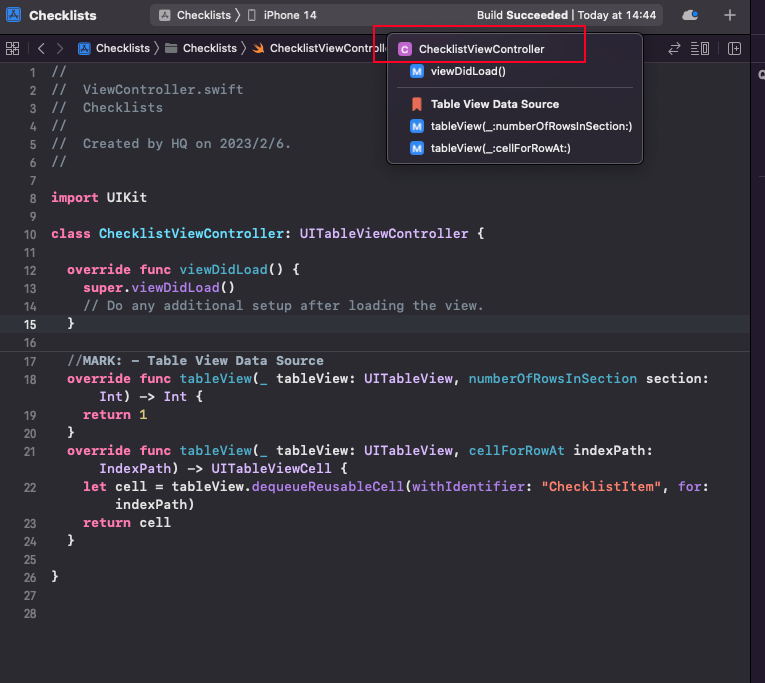 Checklists
Checklists 〉 iPhone 14
Build Succeeded | Today at 14:44
Checklists 〉 Checklists 〉 ChecklistViewControll
C ChecklistViewController
M viewDidLoad()
Table View Data Source
M tableView(_:numberOfRowsInSection:)
M tableView(_:cellForRowAt:)
1 //
2 //  ViewController.swift
3 //  Checklists
4 //
5 //  Created by HQ on 2023/2/6.
6 //
7
8 import UIKit
9
10 class ChecklistViewController: UITableViewController {
11
12   override func viewDidLoad() {
13     super.viewDidLoad()
14     // Do any additional setup after loading the view.
15   }
16
17   //MARK: - Table View Data Source
18   override func tableView(_ tableView: UITableView, numberOfRowsInSection section:
Int) -> Int {
19     return 1
20   }
21   override func tableView(_ tableView: UITableView, cellForRowAt indexPath:
IndexPath) -> UITableViewCell {
22     let cell = tableView.dequeueReusableCell(withIdentifier: "ChecklistItem", for:
indexPath)
23     return cell
24   }
25
26 }
27
28